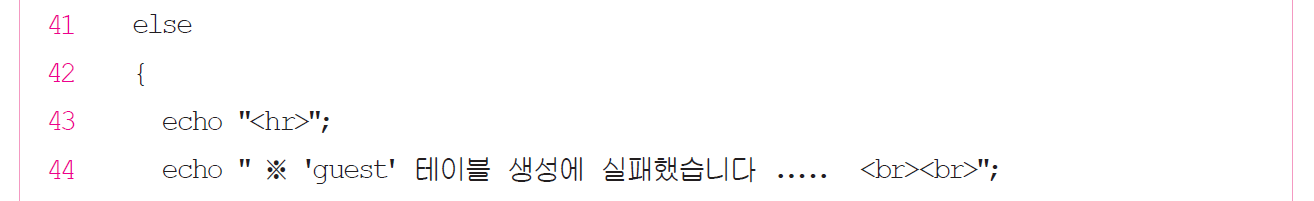 41 else
42 {
43 echo "<hr>";
44 echo " ※ 'guest' 테이블 생성에 실패했습니다 ..... <br><br>";